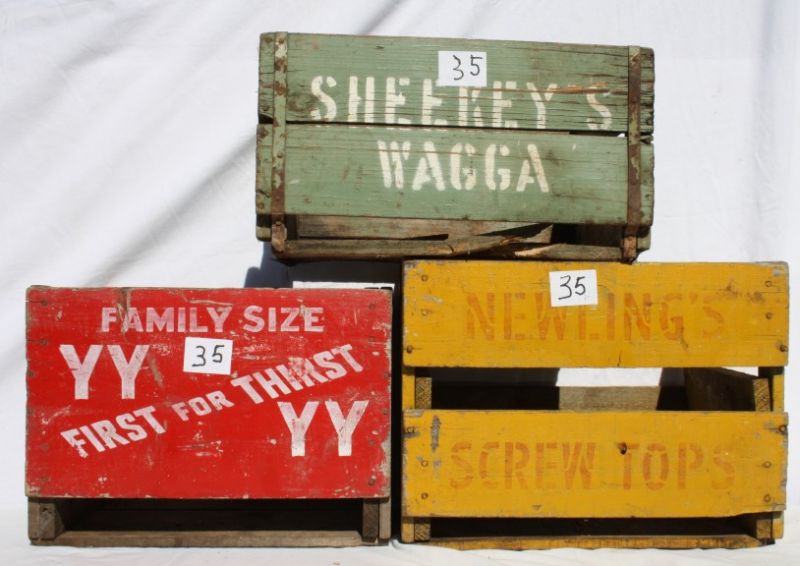 35
SHEEKEY'S
WAGGA
FAMILY SIZE
YY
35
FIRST FOR THIRST
YY
35
NEWLING'S
SCREW TOPS